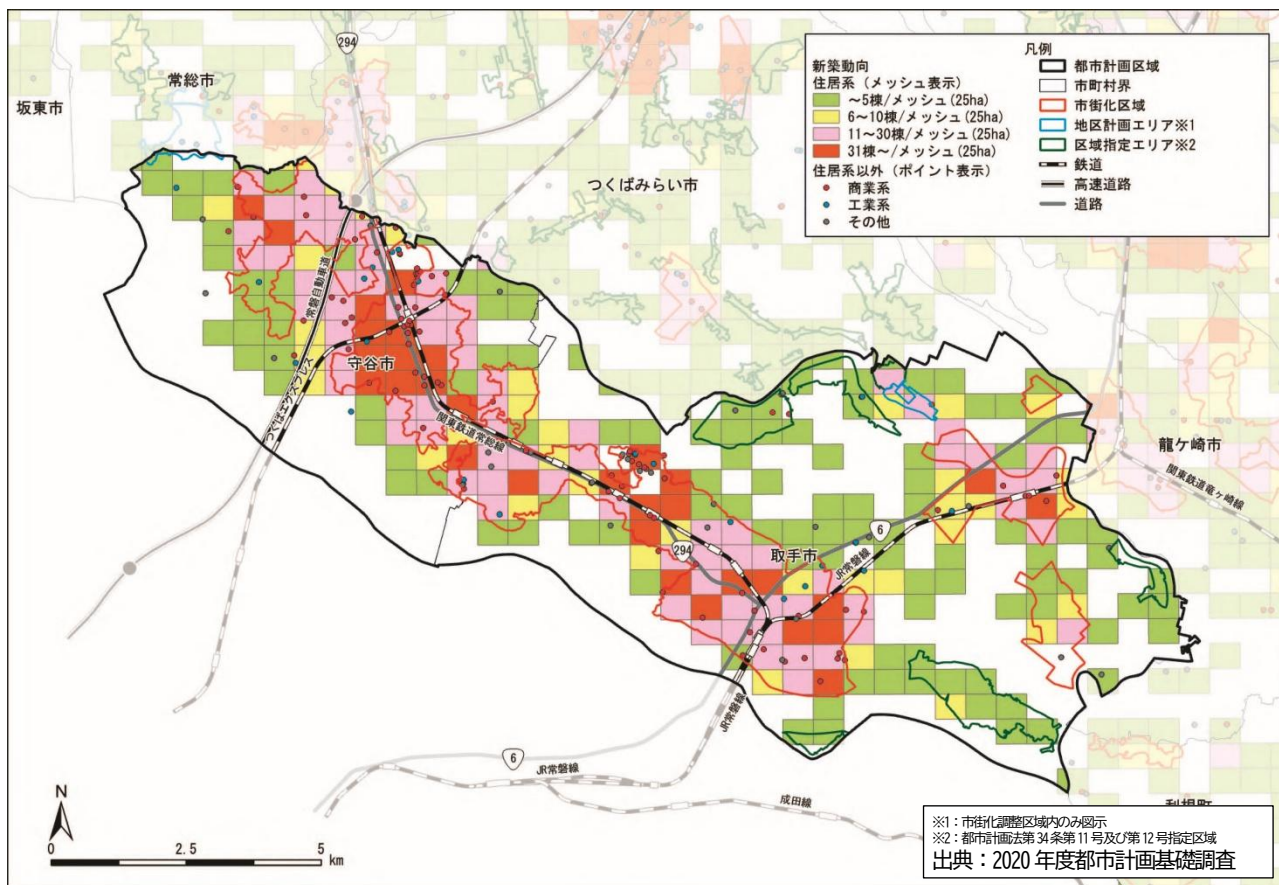 凡例
新築動向
住居系（メッシュ表示）
～5棟/メッシュ(25ha)
6～10棟/メッシュ(25ha)
11～30棟/メッシュ(25ha)
31棟～/メッシュ(25ha)
住居系以外（ポイント表示）
商業系
工業系
その他
都市計画区域
市町村界
市街化区域
地区計画エリア※1
区域指定エリア※2
鉄道
高速道路
道路
294
常総市
坂東市
つくばみらい市
常磐自動車道
守谷市
つくばエクスプレス
関東鉄道常総線
龍ケ崎市
関東鉄道竜ヶ崎線
6
取手市
294
JR常磐線
JR常磐線
6
JR常磐線
成田線
利根町
N
0 2.5 5
km
※1：市街化調整区域内のみ図示
※2：都市計画法第34条第11号及び第12号指定区域
出典：2020年度都市計画基礎調査